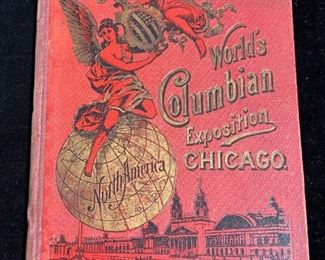 World's
Columbian
Exposition
CHICAGO.
North America